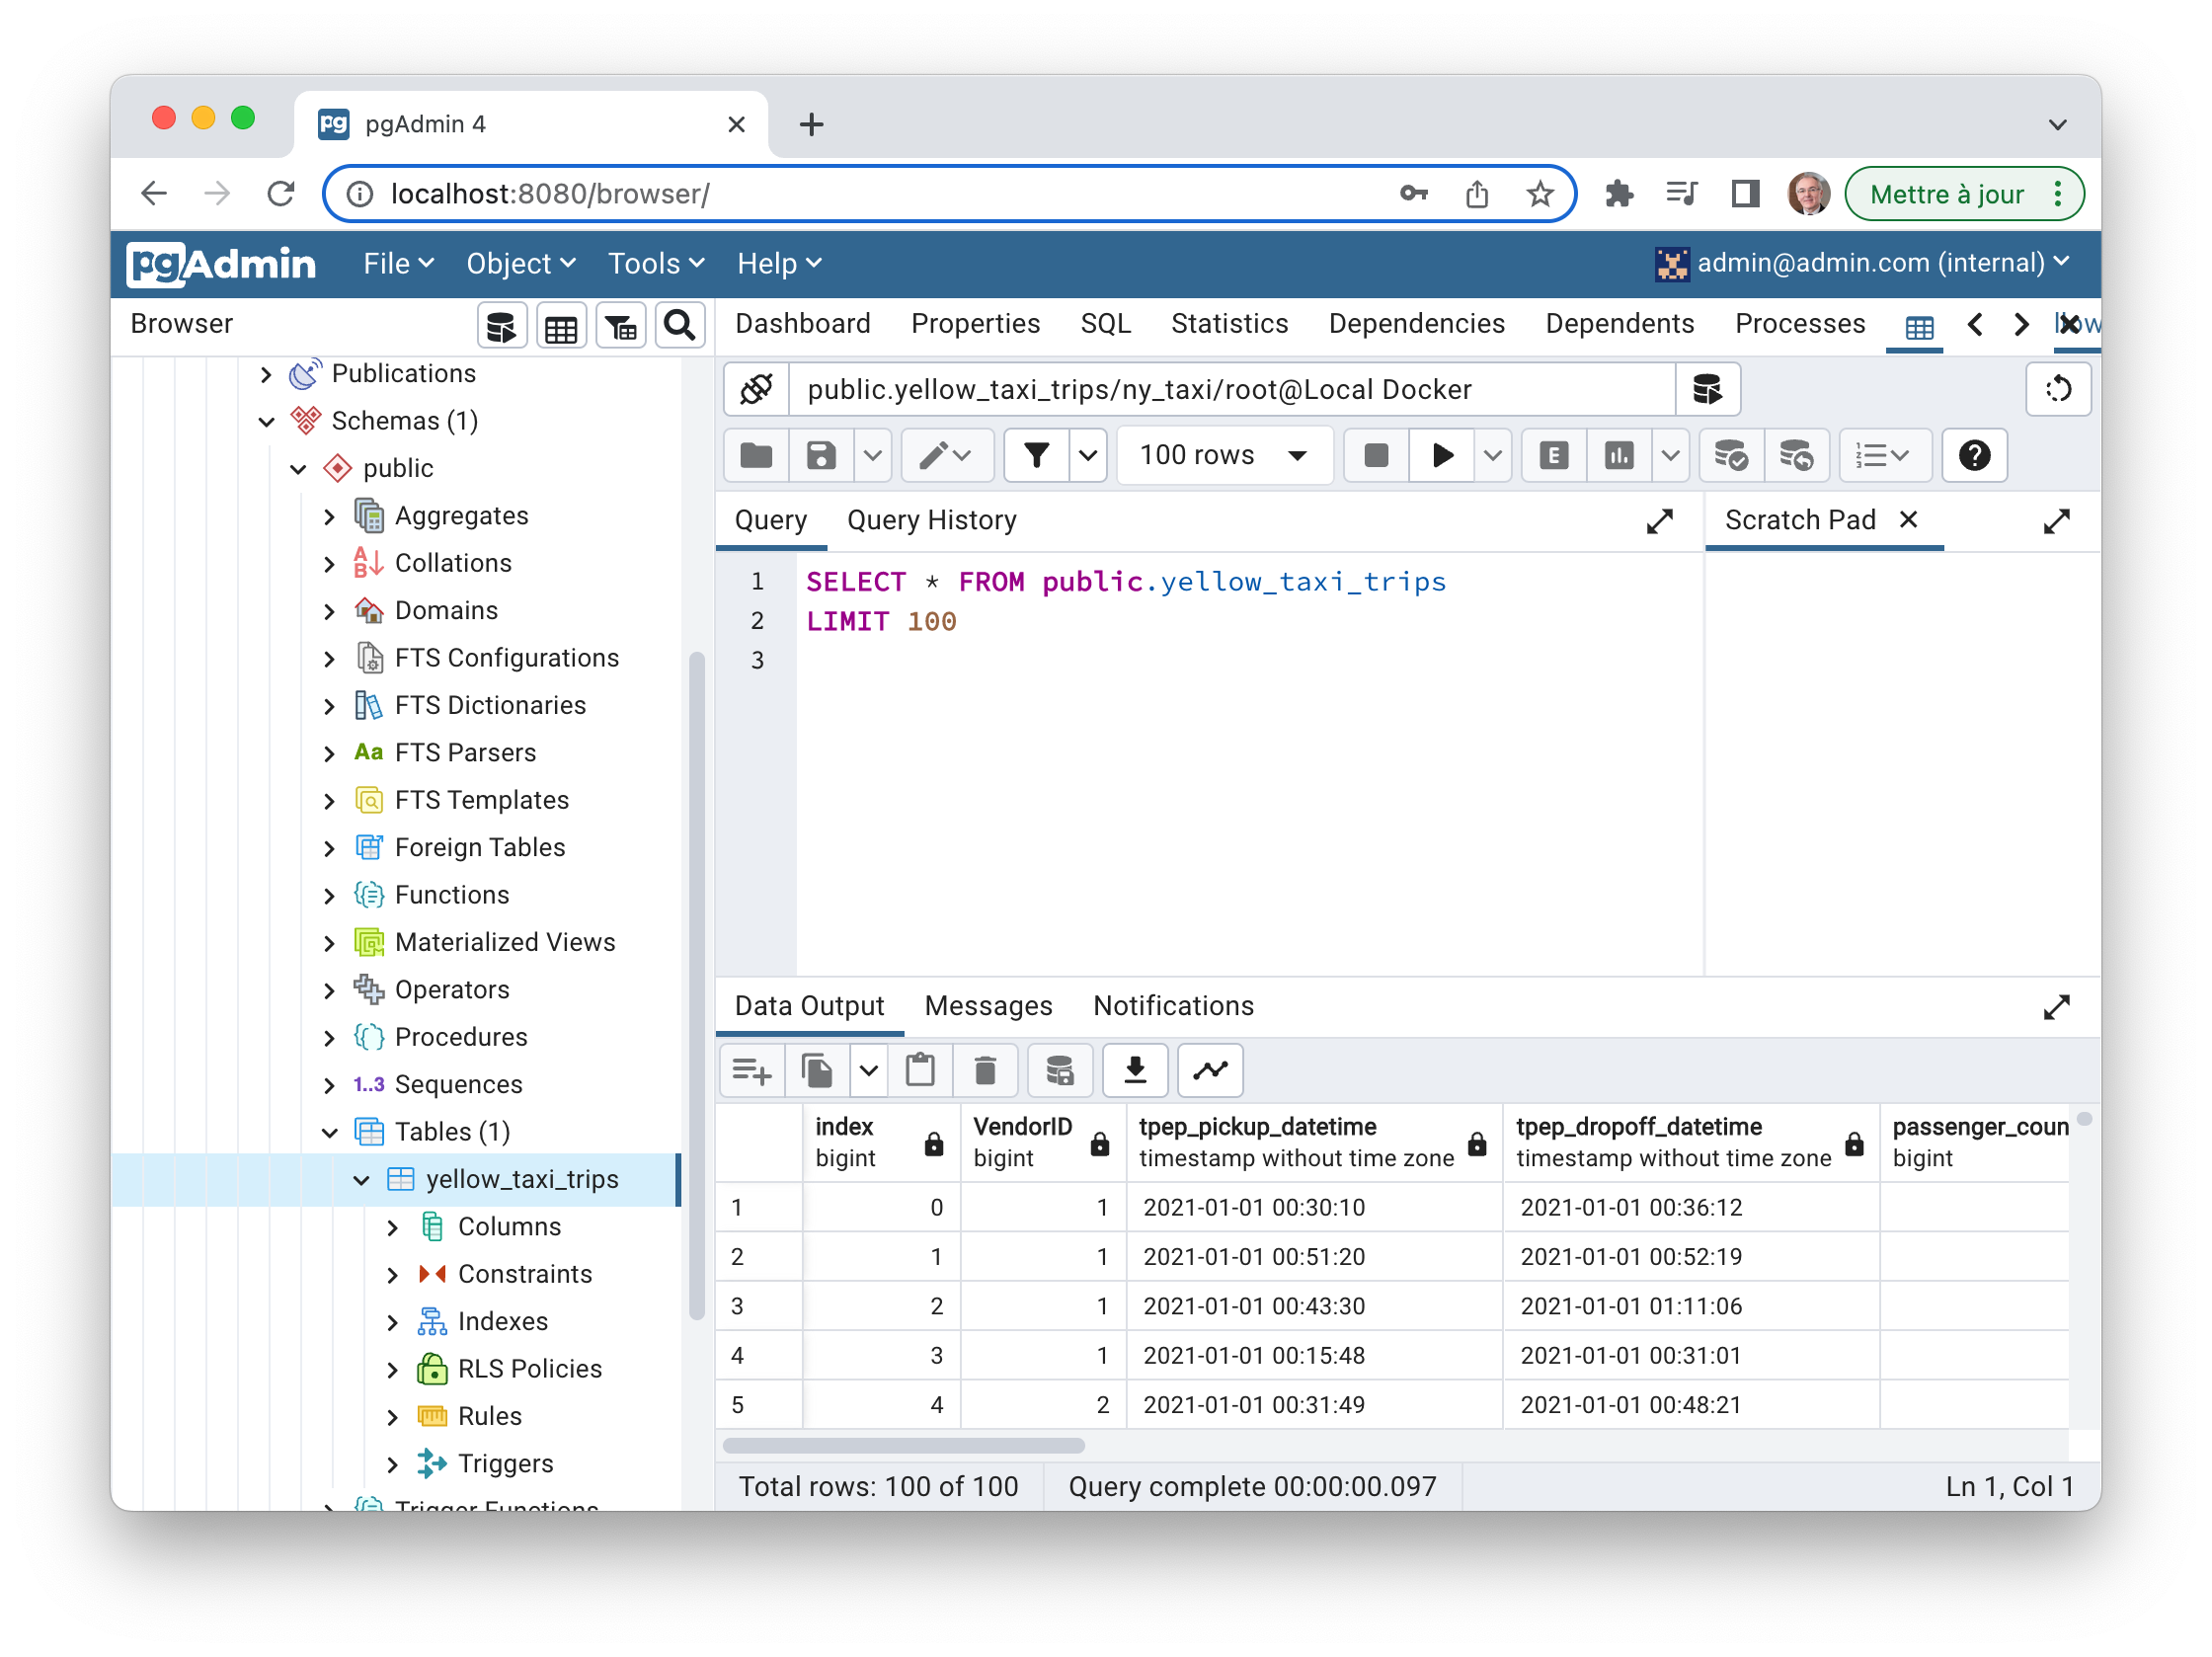 pgAdmin 4
localhost:8080/browser/
Mettre à jour
pgAdmin File Object Tools Help admin@admin.com (internal)
Browser
Dashboard Properties SQL Statistics Dependencies Dependents Processes
public.yellow_taxi_trips/ny_taxi/root@Local Docker
100 rows
Query Query History Scratch Pad
1 SELECT * FROM public.yellow_taxi_trips
2 LIMIT 100
3
Publications
Schemas (1)
public
Aggregates
Collations
Domains
FTS Configurations
FTS Dictionaries
Aa FTS Parsers
FTS Templates
Foreign Tables
Functions
Materialized Views
Operators
Procedures
1..3 Sequences
Tables (1)
yellow_taxi_trips
Columns
Constraints
Indexes
RLS Policies
Rules
Triggers
Trigger Functions
Data Output Messages Notifications
index VendorID tpep_pickup_datetime tpep_dropoff_datetime passenger_coun
bigint bigint timestamp without time zone timestamp without time zone bigint
1 0 1 2021-01-01 00:30:10 2021-01-01 00:36:12
2 1 1 2021-01-01 00:51:20 2021-01-01 00:52:19
3 2 1 2021-01-01 00:43:30 2021-01-01 01:11:06
4 3 1 2021-01-01 00:15:48 2021-01-01 00:31:01
5 4 2 2021-01-01 00:31:49 2021-01-01 00:48:21
Total rows: 100 of 100 Query complete 00:00:00.097 Ln 1, Col 1